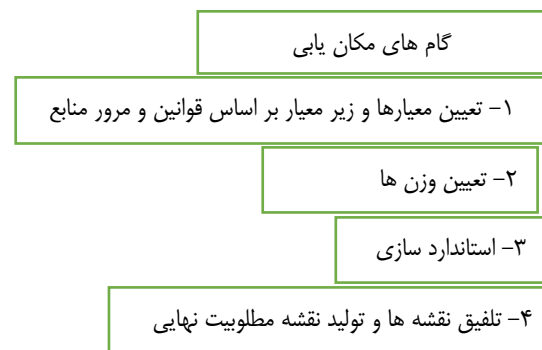 گام های مکان یابی
۱- تعیین معیارها و زیر معیار بر اساس قوانین و مرور منابع
۲- تعیین وزن ها
۳- استاندارد سازی
۴- تلفیق نقشه ها و تولید نقشه مطلوبیت نهایی